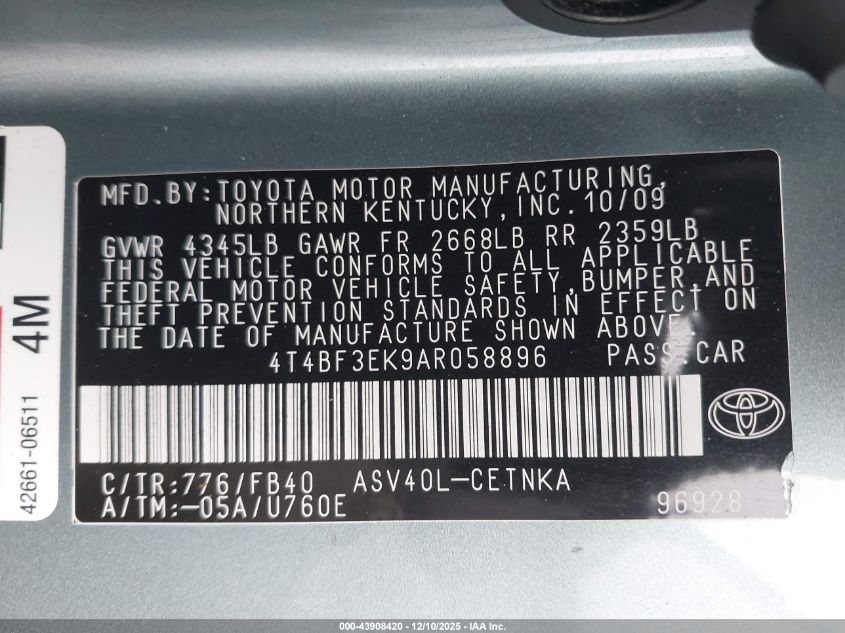 MFD.BY:TOYOTA MOTOR MANUFACTURING,
NORTHERN KENTUCKY,INC.10/09
GVWR 4345LB GAWR FR 2668LB RR 2359LB
THIS VEHICLE CONFORMS TO ALL APPLICABLE
FEDERAL MOTOR VEHICLE SAFETY,BUMPER,AND
THEFT PREVENTION STANDARDS IN EFFECT ON
THE DATE OF MANUFACTURE SHOWN ABOVE.
4T4BF3EK9AR058896 PASS.CAR
C/TR:776/FB40 ASV40L-CETNKA
A/TM:-05A/U760E 96928
42661-06511 4M
000-43908420 - 12/10/2025 - IAA Inc.